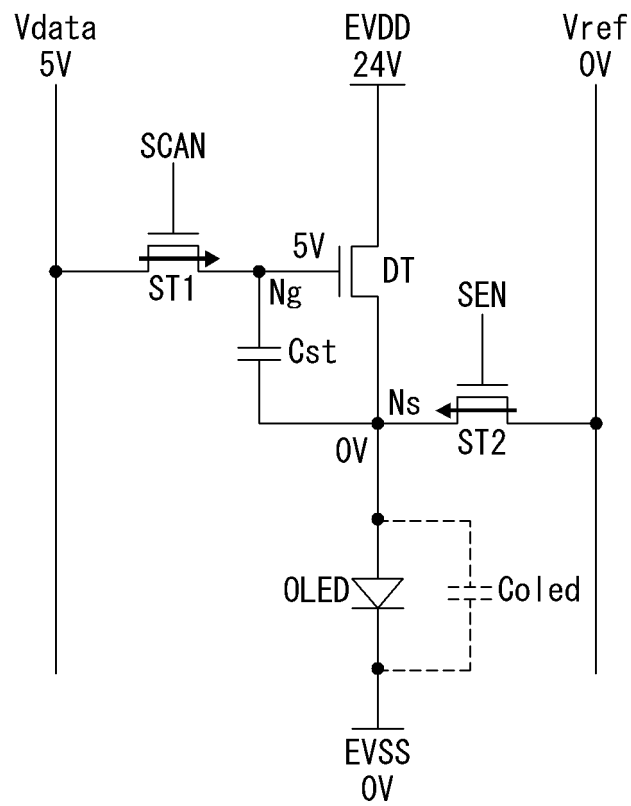 Vdata
5V
EVDD
24V
Vref
0V
SCAN
ST1
5V
Ng
DT
Cst
SEN
Ns
0V
ST2
OLED
Coled
EVSS
0V